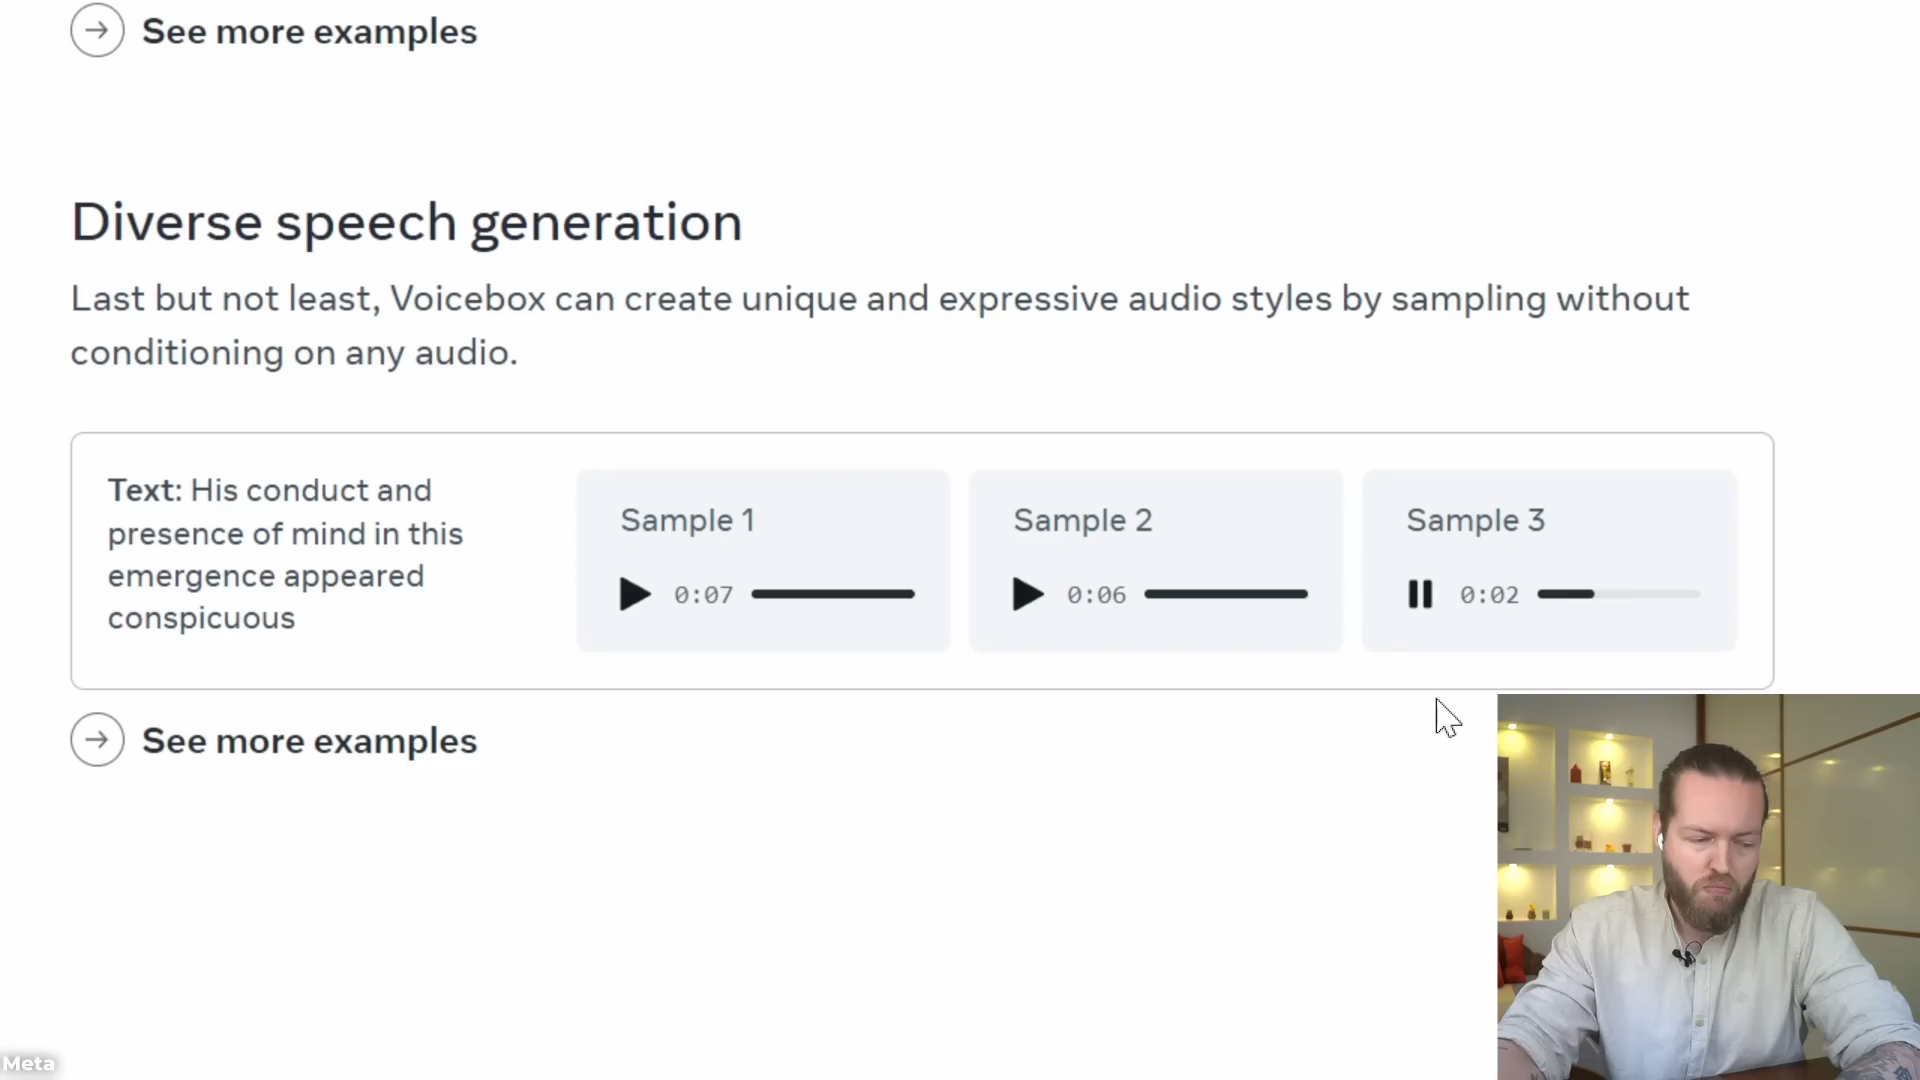 See more examples
Diverse speech generation
Last but not least, Voicebox can create unique and expressive audio styles by sampling without
conditioning on any audio.
Text: His conduct and
presence of mind in this
emergence appeared
conspicuous
Sample 1
0:07
Sample 2
0:06
Sample 3
0:02
See more examples
Meta